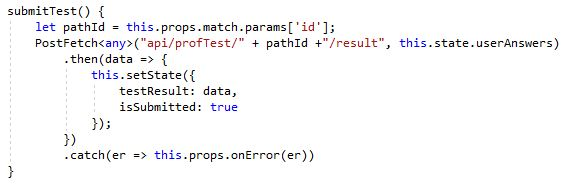 submitTest() {
    let pathId = this.props.match.params['id'];
    PostFetch<any>("api/profTest/" + pathId +"/result", this.state.userAnswers)
        .then(data => {
            this.setState({
                testResult: data,
                isSubmitted: true
            });
        })
        .catch(er => this.props.onError(er))
}